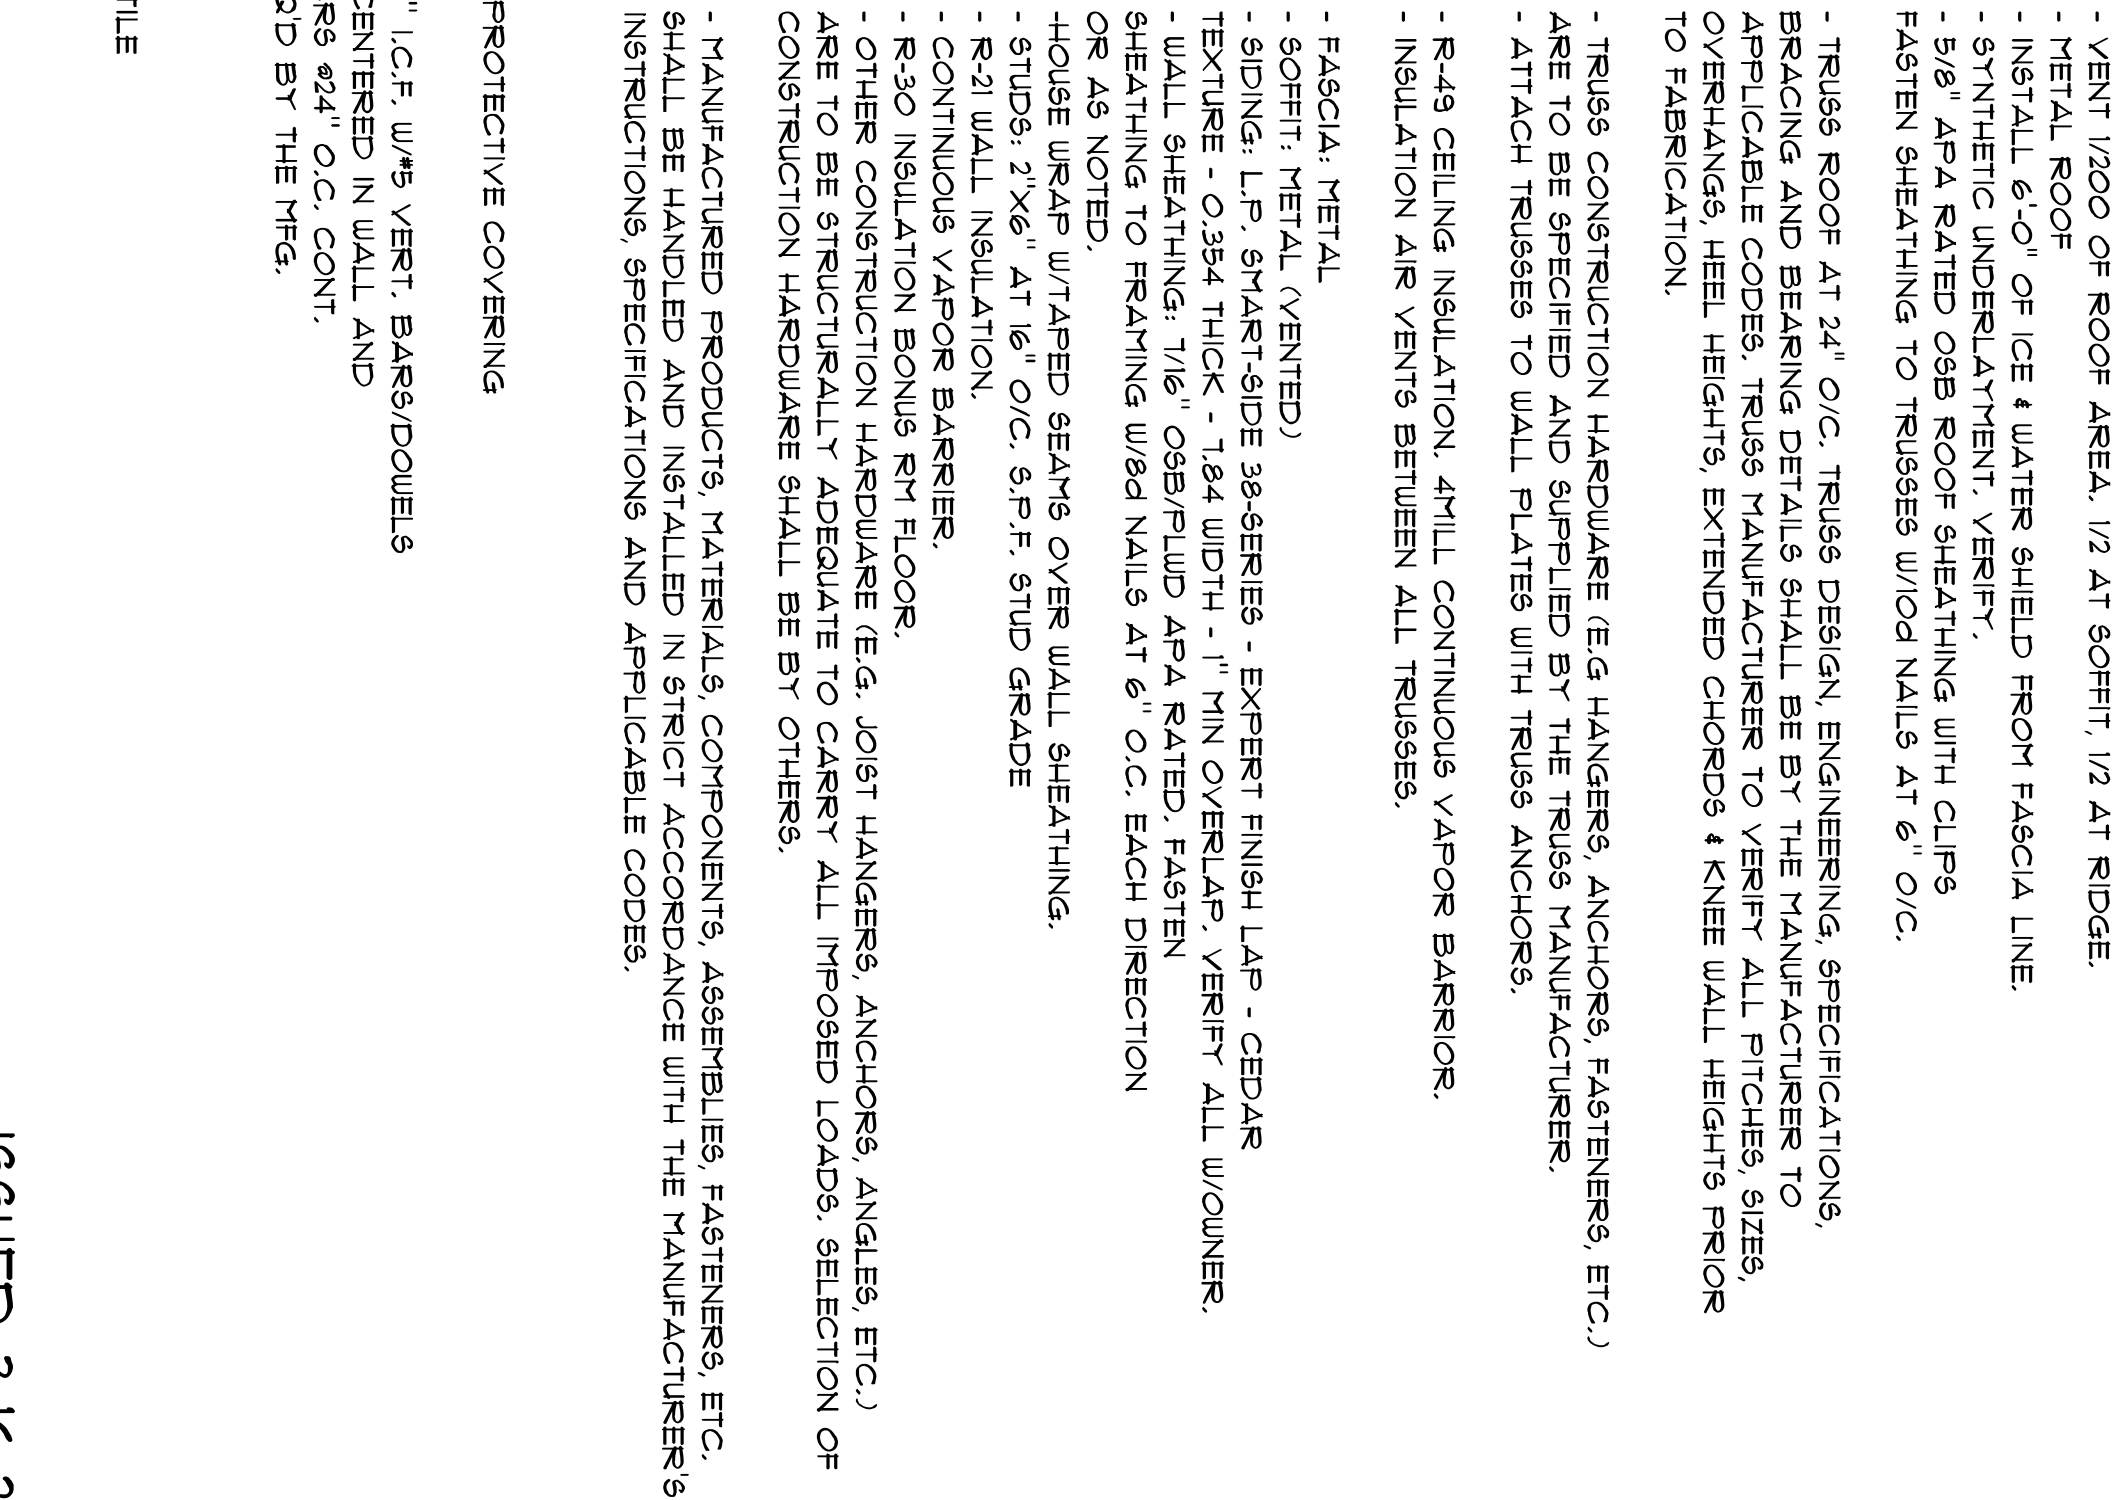 - VENT 1/200 OF ROOF AREA. 1/2 AT SOFFIT, 1/2 AT RIDGE.
- METAL ROOF
- INSTALL 6'-0" OF ICE & WATER SHIELD FROM FASCIA LINE.
- SYNTHETIC UNDERLAYMENT. VERIFY.
- 5/8" APA RATED OSB ROOF SHEATHING WITH CLIPS
FASTEN SHEATHING TO TRUSSES W/10d NAILS AT 6" O/C.
- TRUSS ROOF AT 24" O/C. TRUSS DESIGN, ENGINEERING, SPECIFICATIONS,
BRACING AND BEARING DETAILS SHALL BE BY THE MANUFACTURER TO
APPLICABLE CODES. TRUSS MANUFACTURER TO VERIFY ALL PITCHES, SIZES,
OVERHANGS, HEEL HEIGHTS, EXTENDED CHORDS & KNEE WALL HEIGHTS PRIOR
TO FABRICATION.
- TRUSS CONSTRUCTION HARDWARE (E.G HANGERS, ANCHORS, FASTENERS, ETC.)
ARE TO BE SPECIFIED AND SUPPLIED BY THE TRUSS MANUFACTURER.
- ATTACH TRUSSES TO WALL PLATES WITH TRUSS ANCHORS.
- R-49 CEILING INSULATION. 4MILL CONTINUOUS VAPOR BARRIOR.
- INSULATION AIR VENTS BETWEEN ALL TRUSSES.
- FASCIA: METAL
- SOFFIT: METAL (VENTED)
- SIDING: L.P. SMART-SIDE 38-SERIES - EXPERT FINISH LAP - CEDAR
TEXTURE - 0.354 THICK - 7.84 WIDTH - 1" MIN OVERLAP. VERIFY ALL W/OWNER.
- WALL SHEATHING: 7/16" OSB/PLWD APA RATED. FASTEN
SHEATHING TO FRAMING W/8d NAILS AT 6" O.C. EACH DIRECTION
OR AS NOTED.
-HOUSE WRAP W/TAPED SEAMS OVER WALL SHEATHING.
- STUDS: 2"X6" AT 16" O/C. S.P.F. STUD GRADE
- R-21 WALL INSULATION.
- CONTINUOUS VAPOR BARRIER.
- R-30 INSULATION BONUS RM FLOOR.
- OTHER CONSTRUCTION HARDWARE (E.G. JOIST HANGERS, ANCHORS, ANGLES, ETC.)
ARE TO BE STRUCTURALLY ADEQUATE TO CARRY ALL IMPOSED LOADS. SELECTION OF
CONSTRUCTION HARDWARE SHALL BE BY OTHERS.
- MANUFACTURED PRODUCTS, MATERIALS, COMPONENTS, ASSEMBLIES, FASTENERS, ETC.
SHALL BE HANDLED AND INSTALLED IN STRICT ACCORDANCE WITH THE MANUFACTURER'S
INSTRUCTIONS, SPECIFICATIONS AND APPLICABLE CODES.
PROTECTIVE COVERING
" I.C.F. W/#5 VERT. BARS/DOWELS
CENTERED IN WALL AND
RS @24" O.C. CONT.
Q'D BY THE MFG.
TILE